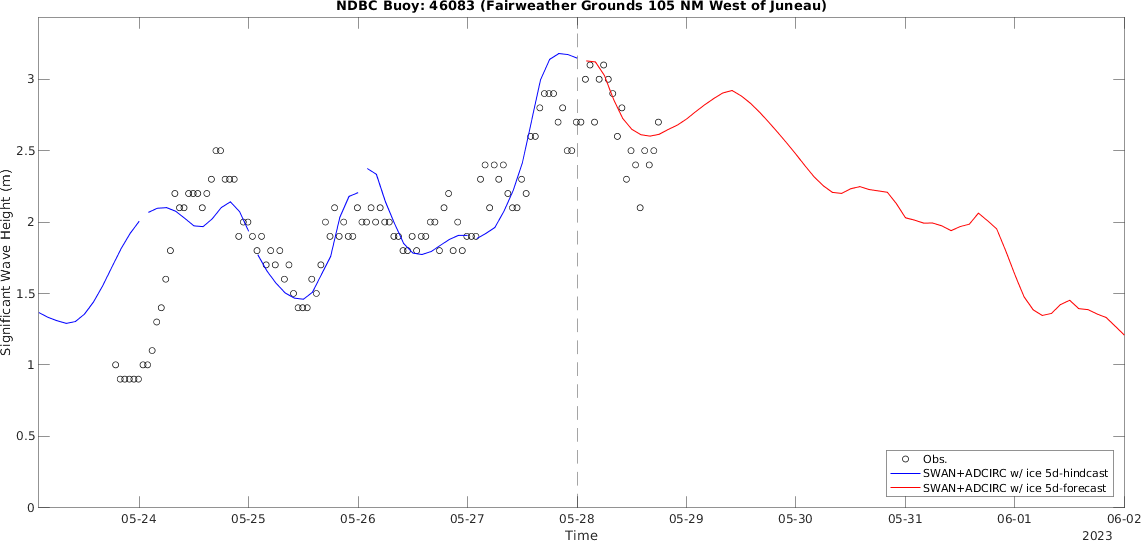 NDBC Buoy: 46083 (Fairweather Grounds 105 NM West of Juneau)
Significant Wave Height (m)
3
2.5
2
1.5
1
0.5
0
Obs.
SWAN+ADCIRC w/ ice 5d-hindcast
SWAN+ADCIRC w/ ice 5d-forecast
05-24 05-25 05-26 05-27 05-28 05-29 05-30 05-31 06-01 06-02
Time
2023